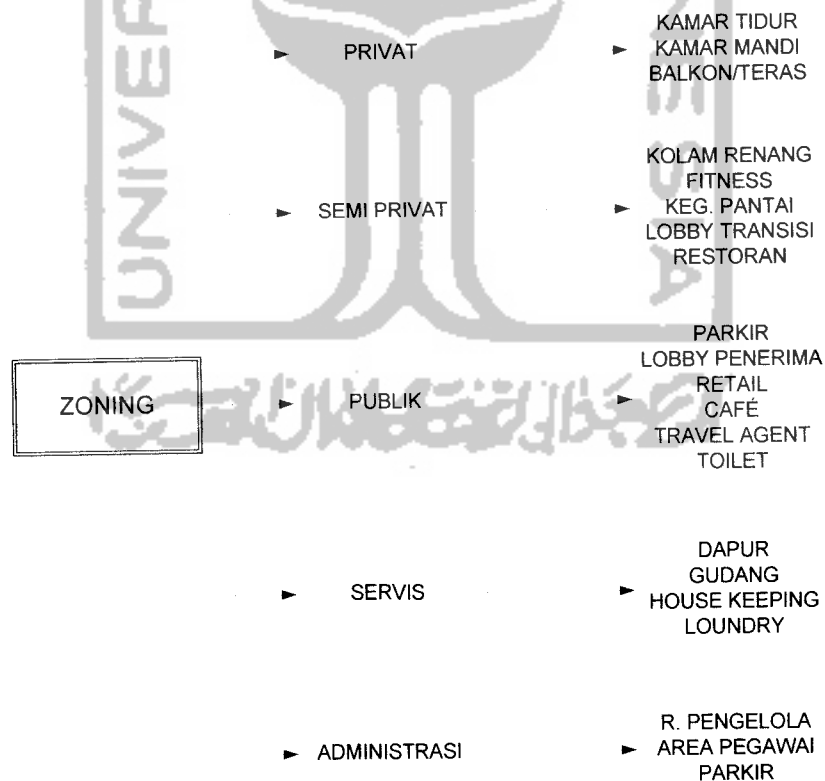 PRIVAT
KAMAR TIDUR
KAMAR MANDI
BALKON/TERAS
SEMI PRIVAT
KOLAM RENANG
FITNESS
KEG. PANTAI
LOBBY TRANSISI
RESTORAN
ZONING
PUBLIK
PARKIR
LOBBY PENERIMA
RETAIL
CAFÉ
TRAVEL AGENT
TOILET
SERVIS
DAPUR
GUDANG
HOUSE KEEPING
LOUNDRY
ADMINISTRASI
R. PENGELOLA
AREA PEGAWAI
PARKIR
UNIVER
NESIA